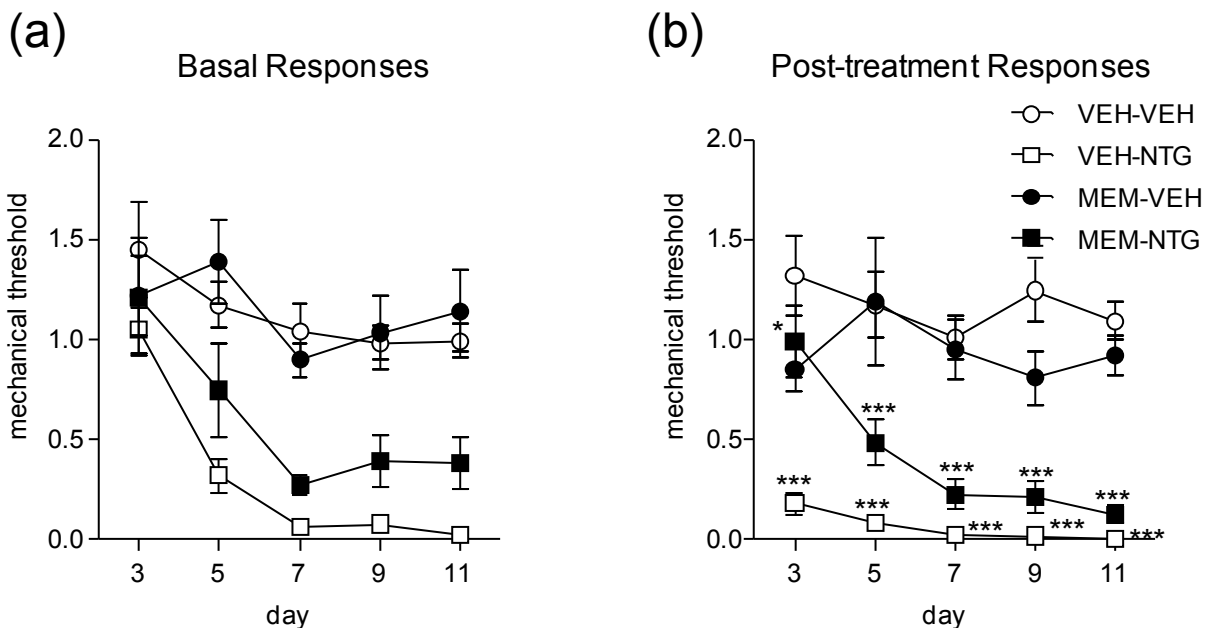 (a)
Basal Responses
mechanical threshold
2.0
1.5
1.0
0.5
0.0
3 5 7 9 11
day
(b)
Post-treatment Responses
VEH-VEH
VEH-NTG
MEM-VEH
MEM-NTG
mechanical threshold
2.0
1.5
1.0
0.5
0.0
*
*** *** *** ***
*** *** *** *** ***
3 5 7 9 11
day